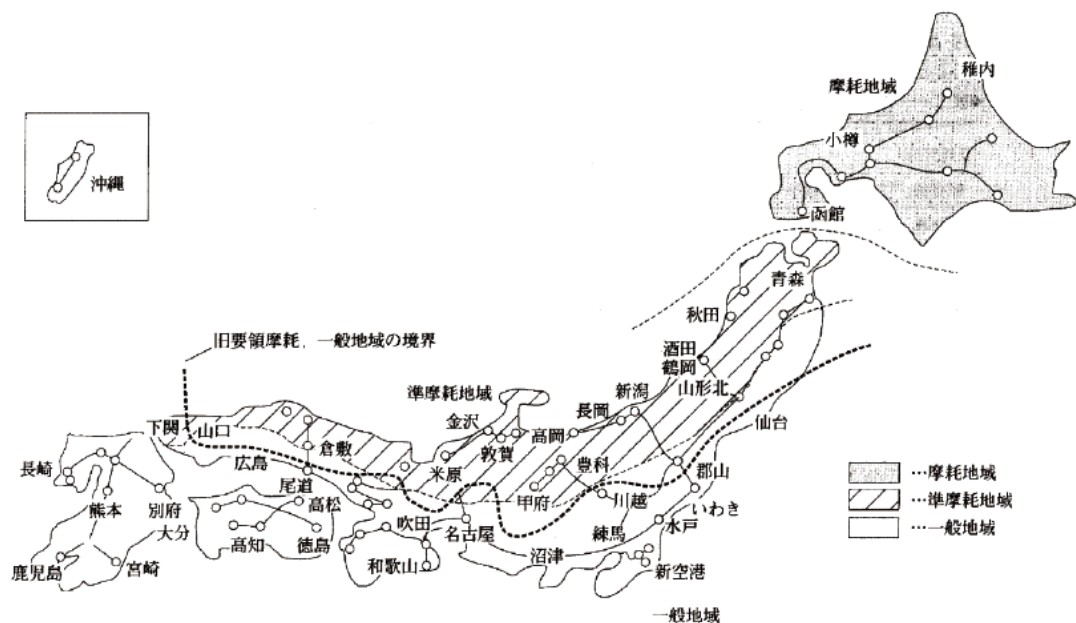 稚内
摩耗地域
小樽
函館
沖縄
青森
秋田
旧要領摩耗、一般地域の境界
酒田
鶴岡
山形北
新潟
準摩耗地域
長岡
金沢
高岡
仙台
下関
山口
倉敷
敦賀
米原
豊科
広島
長崎
尾道
甲府
川越
郡山
高松
いわき
熊本
別府
吹田
名古屋
練馬
水戸
大分
高知
徳島
沼津
鹿児島
宮崎
和歌山
新空港
一般地域
…摩耗地域
…準摩耗地域
…一般地域